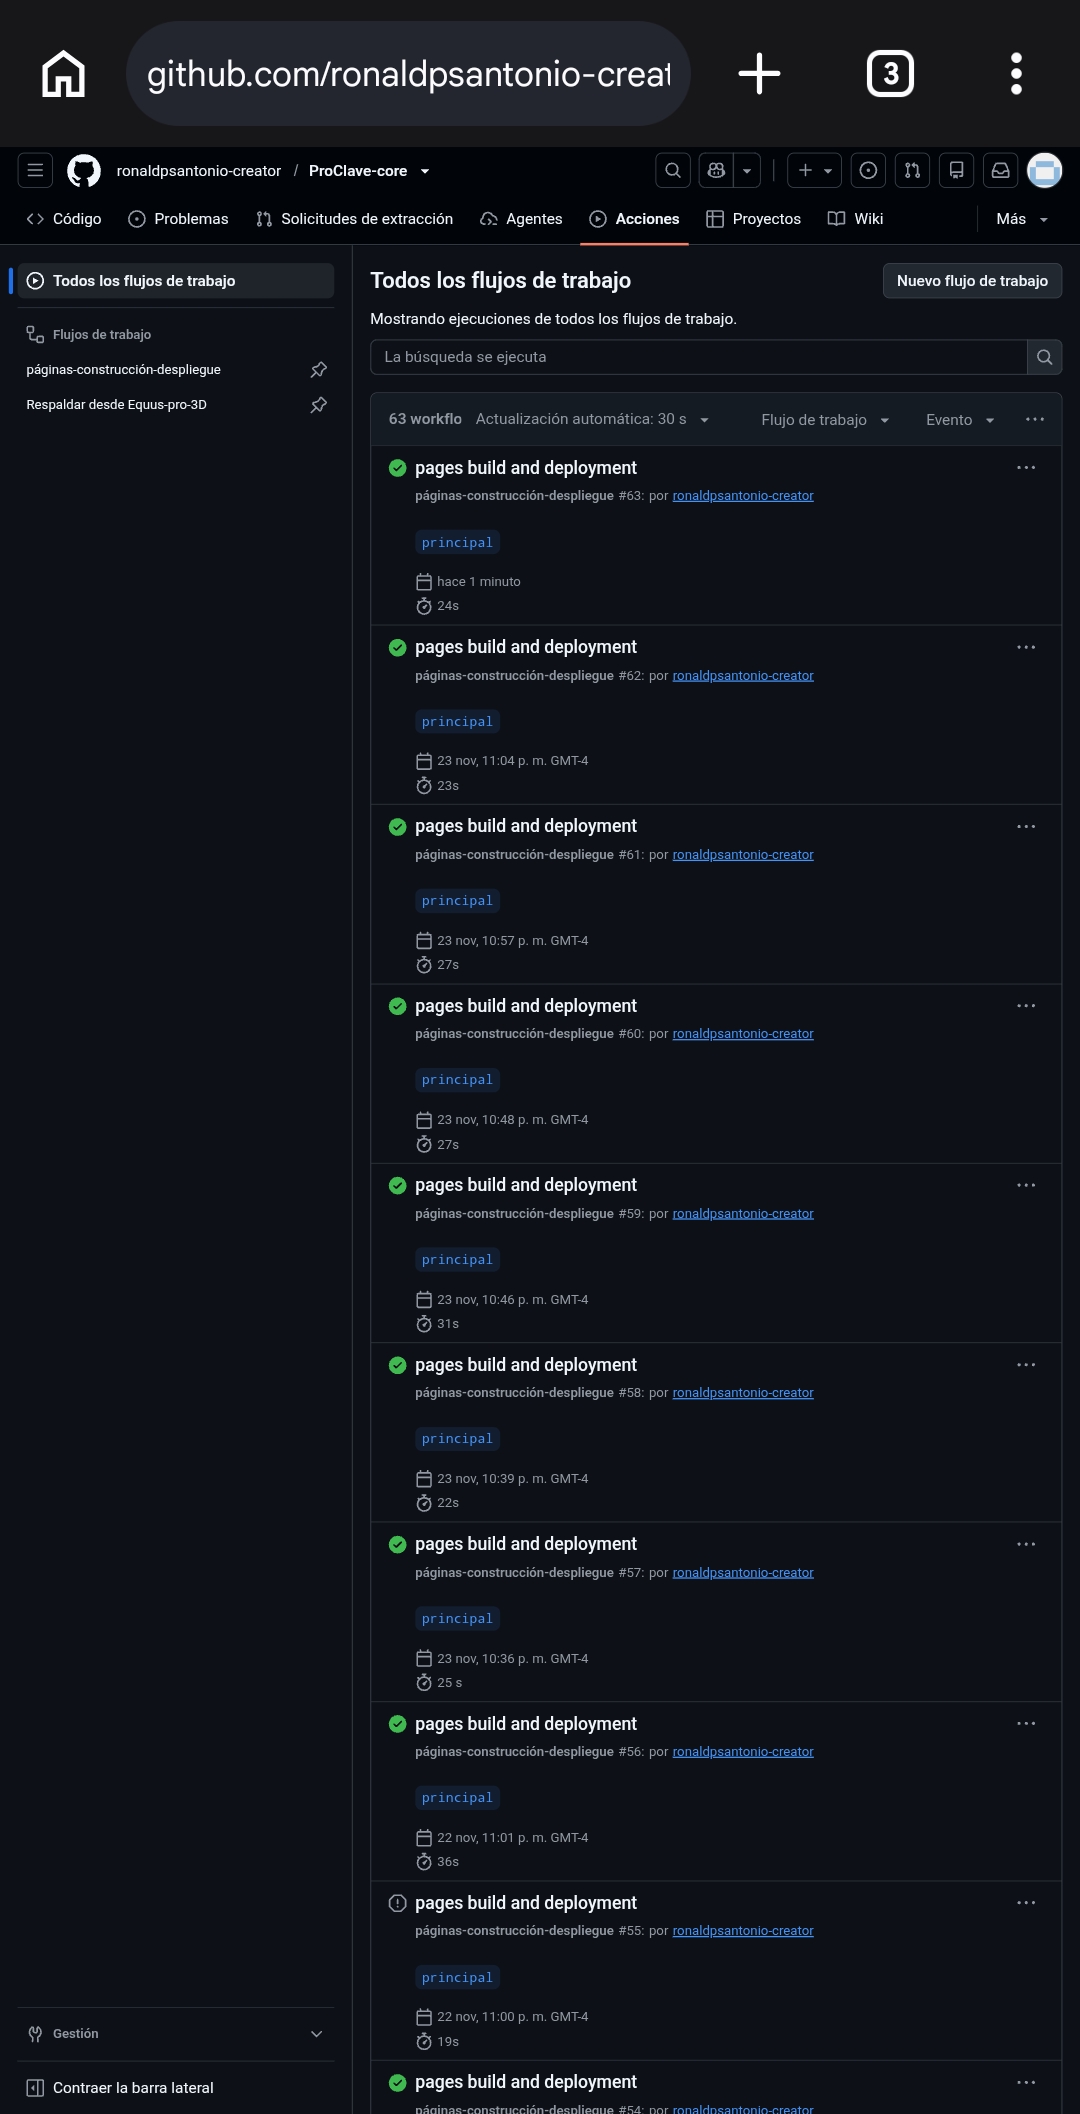 github.com/ronaldpsantonio-creat
3
ronaldpsantonio-creator / ProClave-core
Código Problemas Solicitudes de extracción Agentes Acciones Proyectos Wiki Más
Todos los flujos de trabajo
Flujos de trabajo
páginas-construcción-despliegue
Respaldar desde Equus-pro-3D
Todos los flujos de trabajo
Nuevo flujo de trabajo
Mostrando ejecuciones de todos los flujos de trabajo.
La búsqueda se ejecuta
63 workflo Actualización automática: 30 s Flujo de trabajo Evento
pages build and deployment
páginas-construcción-despliegue #63: por ronaldpsantonio-creator
principal
hace 1 minuto
24s
pages build and deployment
páginas-construcción-despliegue #62: por ronaldpsantonio-creator
principal
23 nov, 11:04 p. m. GMT-4
23s
pages build and deployment
páginas-construcción-despliegue #61: por ronaldpsantonio-creator
principal
23 nov, 10:57 p. m. GMT-4
27s
pages build and deployment
páginas-construcción-despliegue #60: por ronaldpsantonio-creator
principal
23 nov, 10:48 p. m. GMT-4
27s
pages build and deployment
páginas-construcción-despliegue #59: por ronaldpsantonio-creator
principal
23 nov, 10:46 p. m. GMT-4
31s
pages build and deployment
páginas-construcción-despliegue #58: por ronaldpsantonio-creator
principal
23 nov, 10:39 p. m. GMT-4
22s
pages build and deployment
páginas-construcción-despliegue #57: por ronaldpsantonio-creator
principal
23 nov, 10:36 p. m. GMT-4
25 s
pages build and deployment
páginas-construcción-despliegue #56: por ronaldpsantonio-creator
principal
22 nov, 11:01 p. m. GMT-4
36s
pages build and deployment
páginas-construcción-despliegue #55: por ronaldpsantonio-creator
principal
22 nov, 11:00 p. m. GMT-4
19s
pages build and deployment
páginas-construcción-despliegue #54: por ronaldpsantonio-creator
Gestión
Contraer la barra lateral